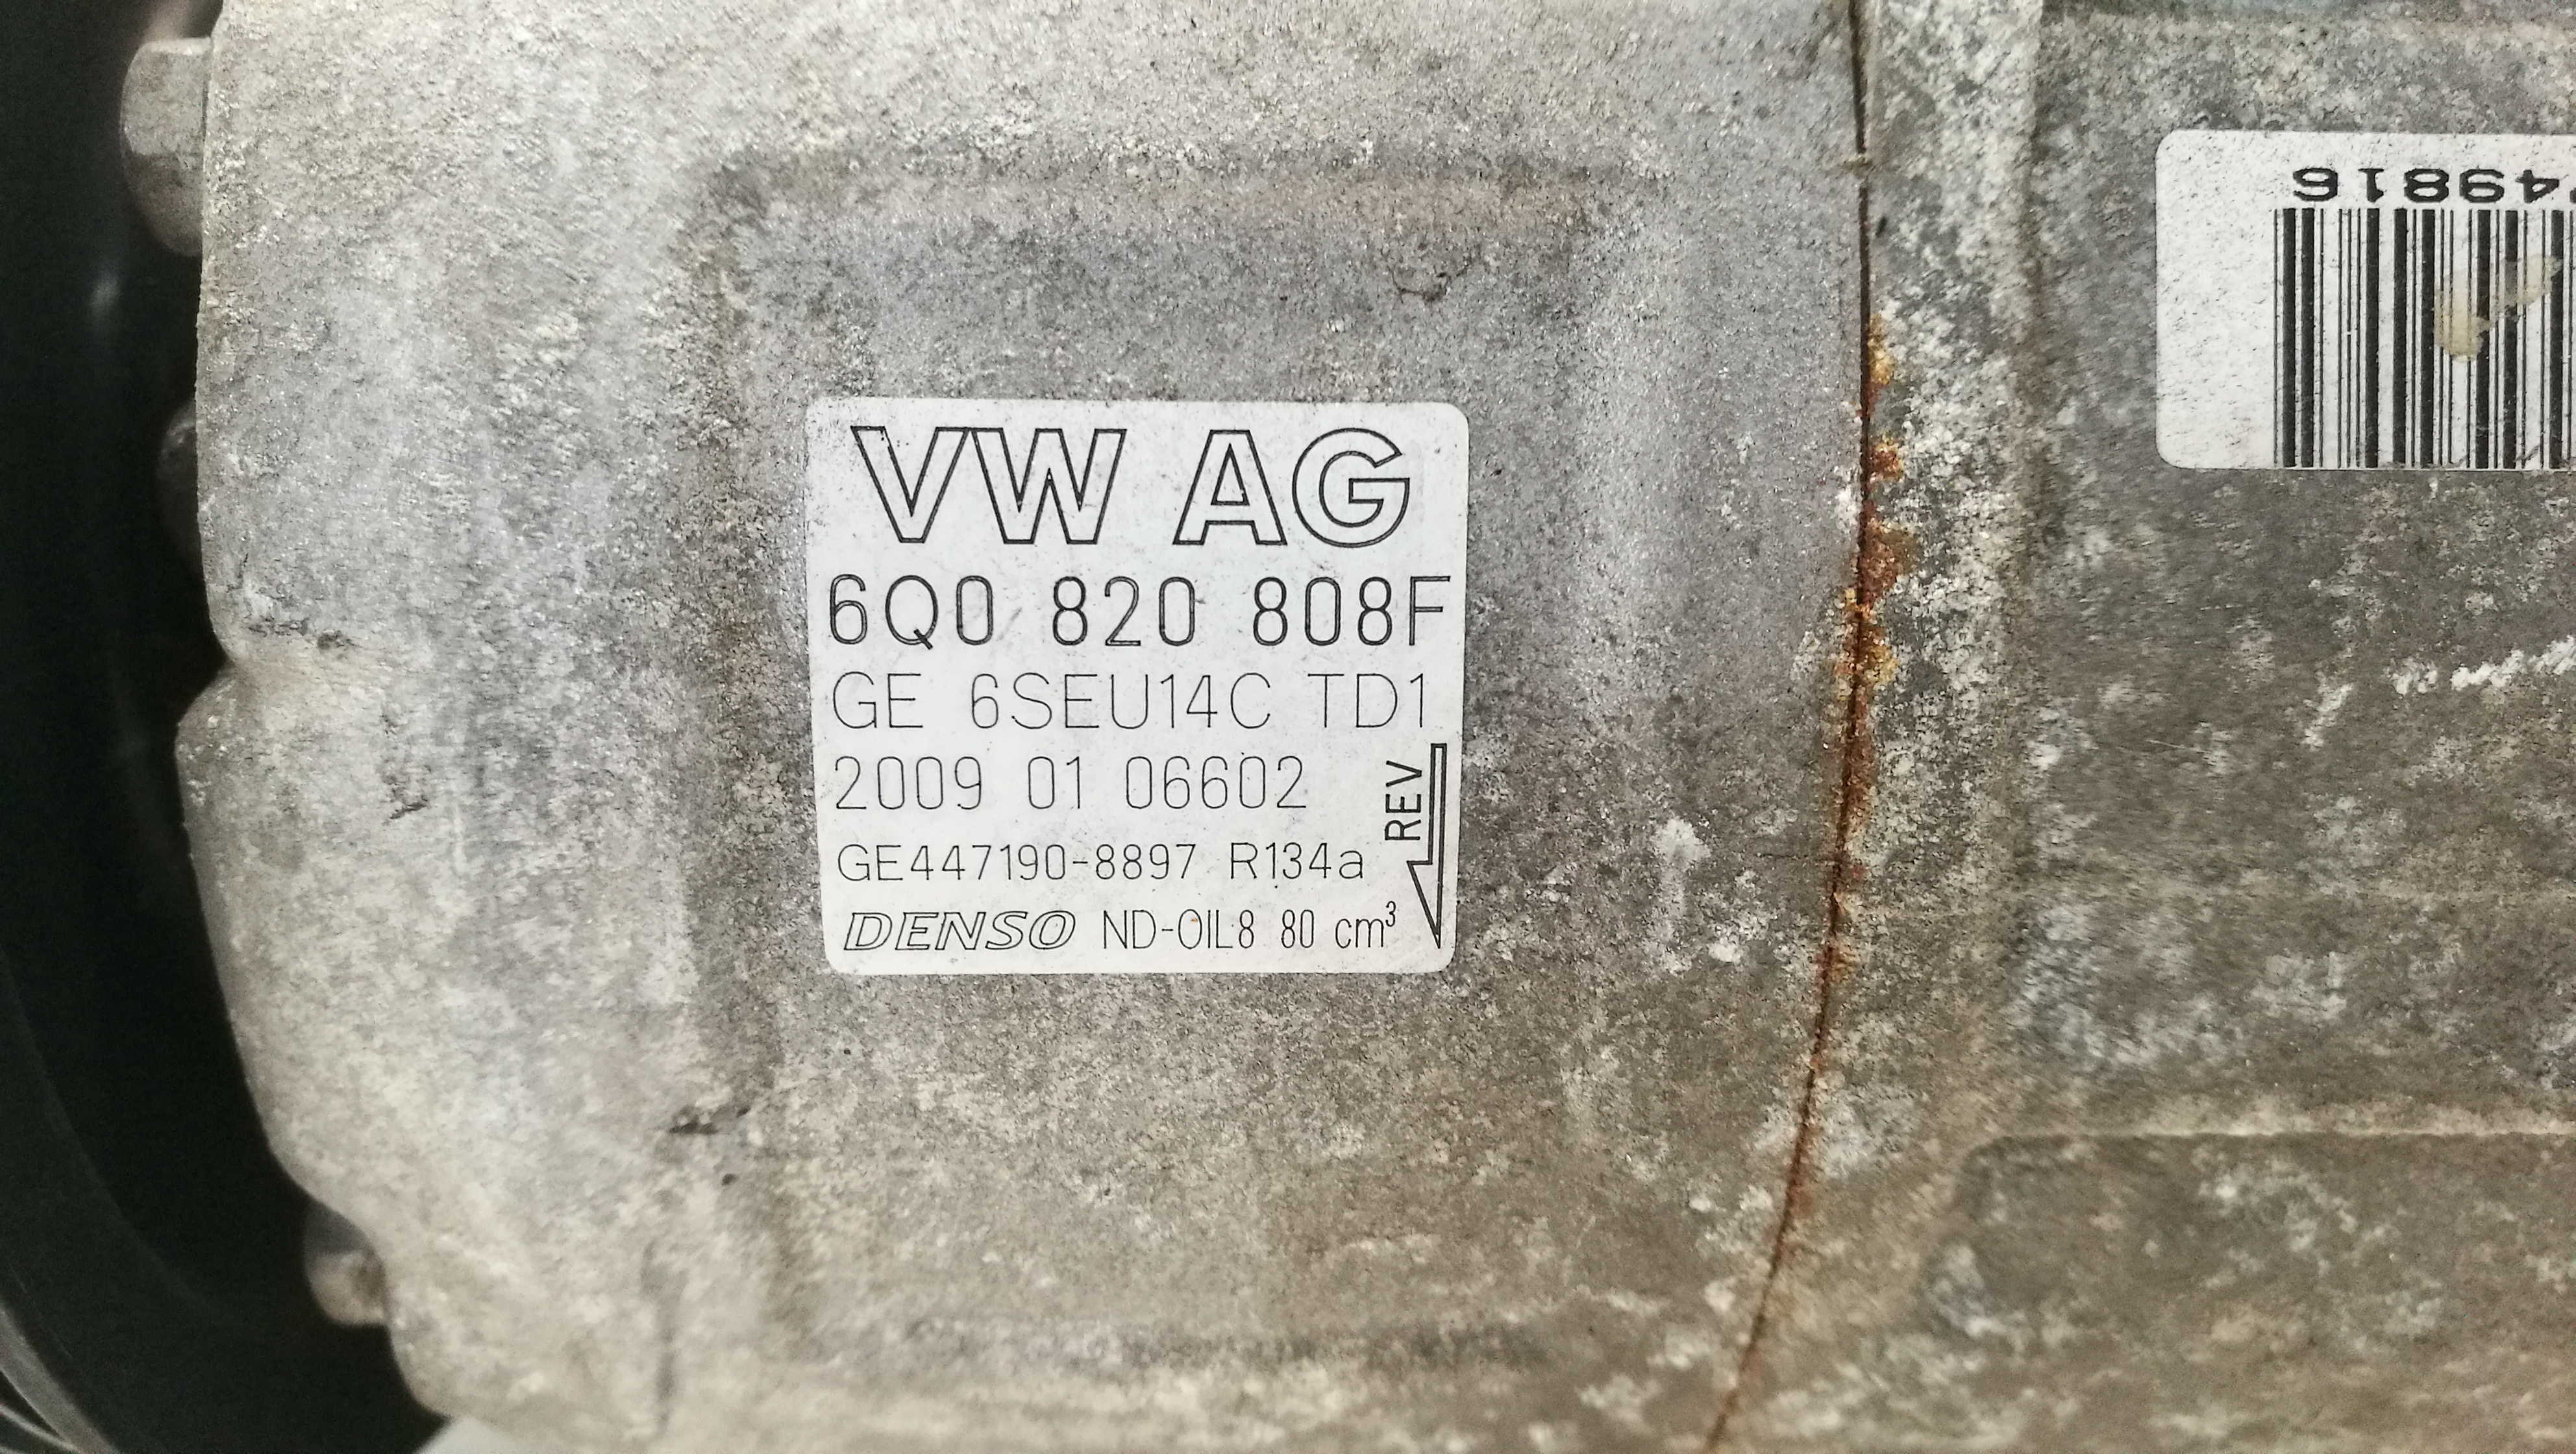 VW AG
6Q0 820 808F
GE 6SEU14C TD1
2009 01 06602
REV
GE447190-8897 R134a
DENSO ND-OIL8 80 cm³
49816